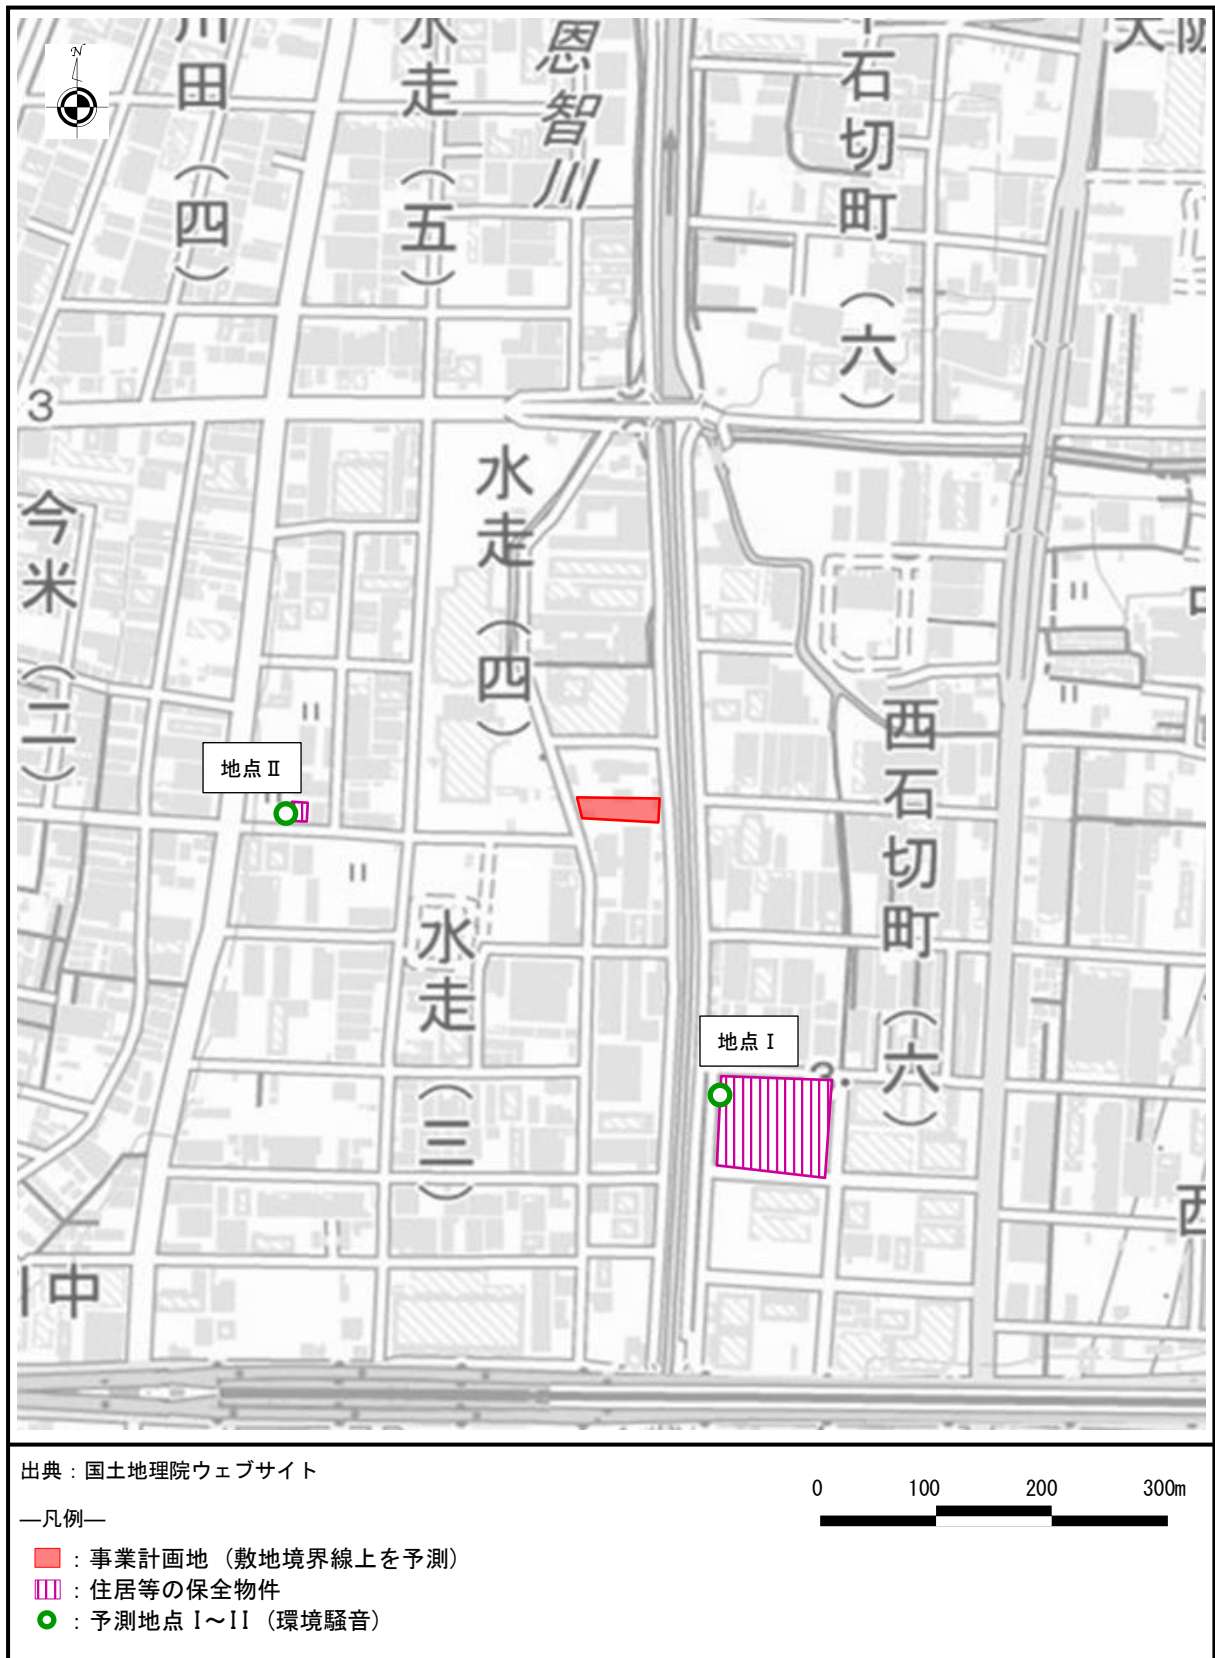 N
川田(四)
水走(五)
恩智川
石切町(六)
大阪
3
今米(二)
水走(四)
西石切町(六)
地点Ⅱ
水走(三)
地点Ⅰ
中
西
出典：国土地理院ウェブサイト
0 100 200 300m
―凡例―
：事業計画地（敷地境界線上を予測）
：住居等の保全物件
：予測地点 I～II（環境騒音）